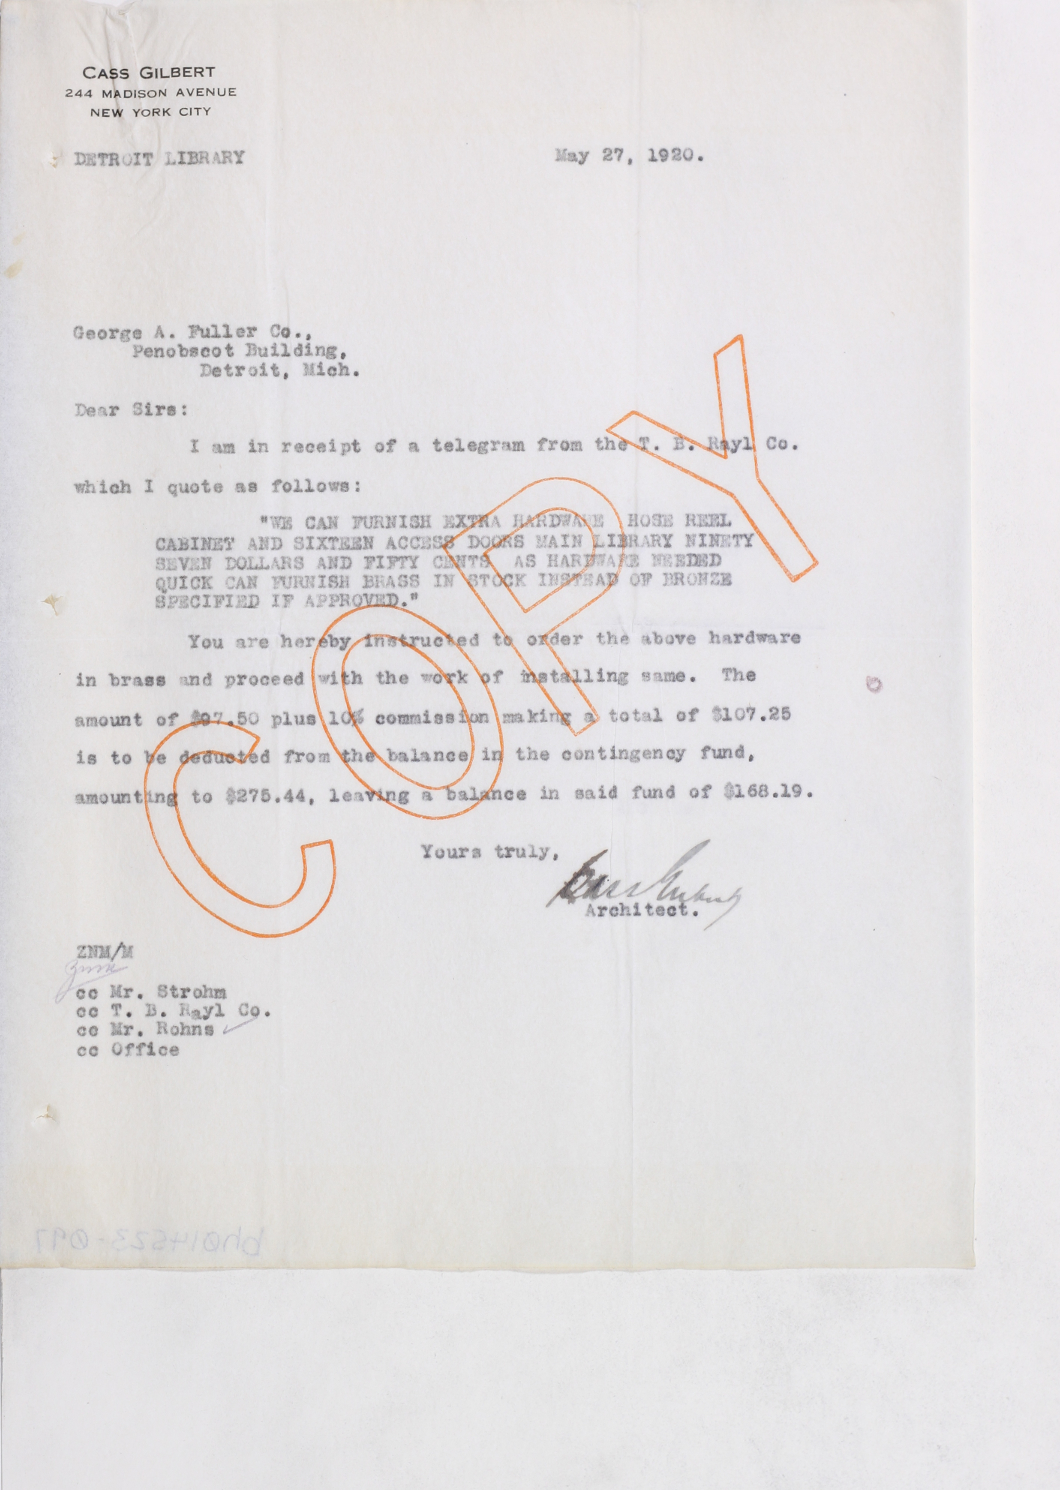 CASS GILBERT
244 MADISON AVENUE
NEW YORK CITY
DETROIT LIBRARY May 27, 1920.
George A. Fuller Co.,
Penobscot Building,
Detroit, Mich.
Dear Sirs:
I am in receipt of a telegram from the T. B. Rayl Co.
which I quote as follows:
"WE CAN FURNISH EXTRA HARDWARE HOSE REEL
CABINET AND SIXTEEN ACCESS DOORS MAIN LIBRARY NINETY
SEVEN DOLLARS AND FIFTY CENTS AS HARDWARE NEEDED
QUICK CAN FURNISH BRASS IN STOCK INSTEAD OF BRONZE
SPECIFIED IF APPROVED."
You are hereby instructed to order the above hardware
in brass and proceed with the work of installing same. The
amount of $97.50 plus 10% commission making a total of $107.25
is to be deducted from the balance in the contingency fund,
amounting to $275.44, leaving a balance in said fund of $168.19.
COPY
Yours truly,
Cass Gilbert
Architect.
ZNM/M
znm
cc Mr. Strohm
cc T. B. Rayl Co.
cc Mr. Rohns
cc Office
bh014623-097